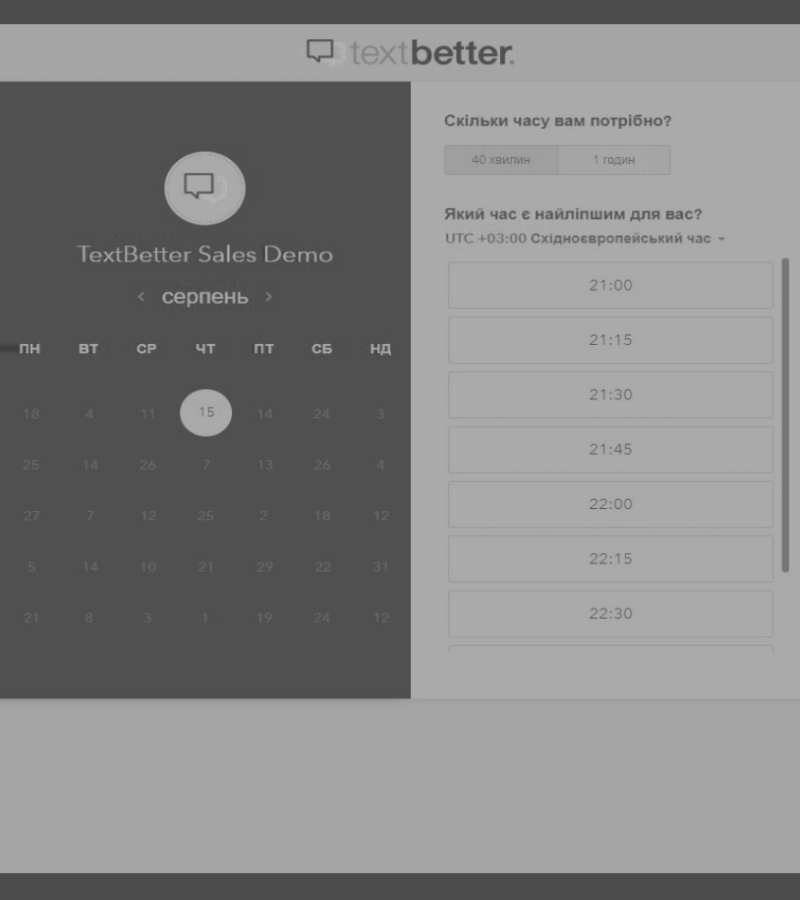 textbetter.
TextBetter Sales Demo
< серпень >
ПН ВТ СР ЧТ ПТ СБ НД
18 4 11 15 14 24 3
25 14 26 7 13 26 4
27 7 12 25 2 18 12
5 14 10 21 29 22 31
21 8 3 1 19 24 12
Скільки часу вам потрібно?
40 хвилин 1 годин
Який час є найліпшим для вас?
UTC +03:00 Східноєвропейський час
21:00
21:15
21:30
21:45
22:00
22:15
22:30